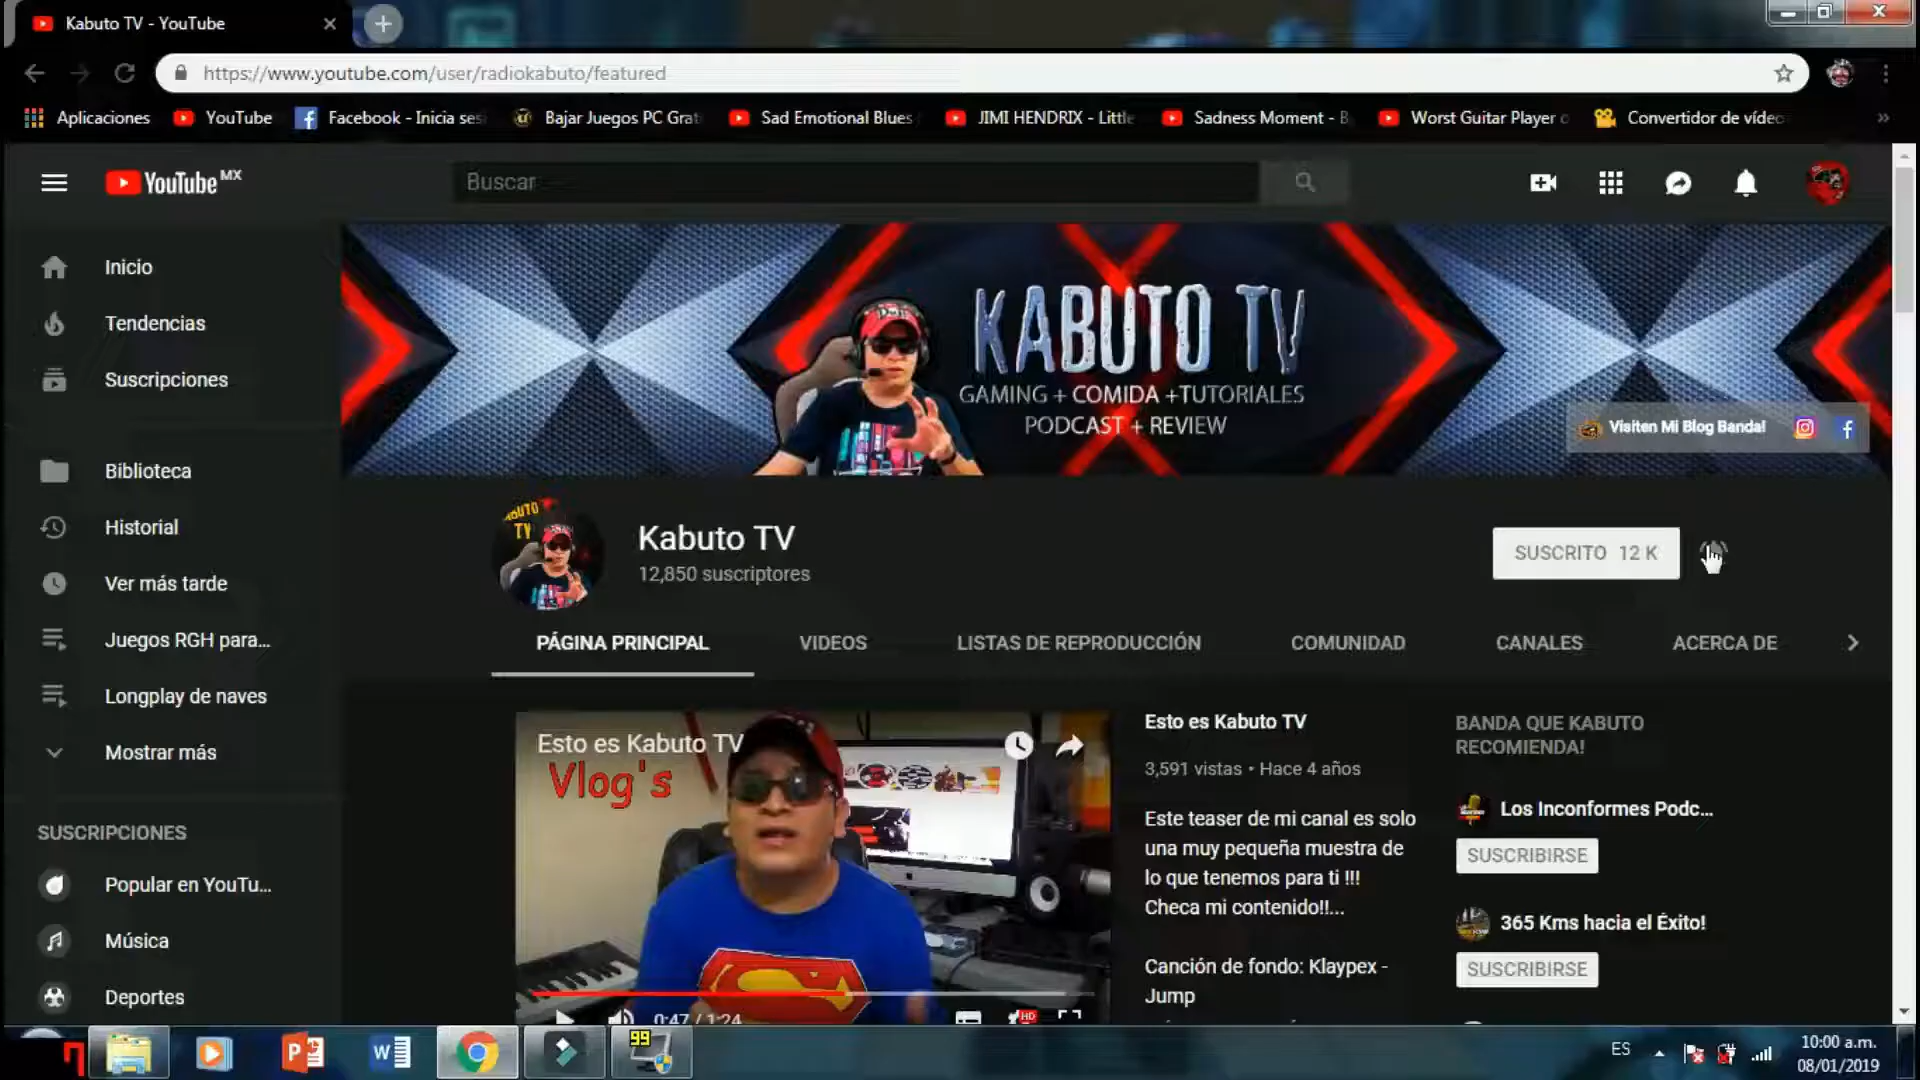 Kabuto TV - YouTube
https://www.youtube.com/user/radiokabuto/featured
Aplicaciones
YouTube
Facebook - Inicia ses
Bajar Juegos PC Grat
Sad Emotional Blues
JIMI HENDRIX - Little
Sadness Moment - B
Worst Guitar Player o
Convertidor de vídeo
YouTube MX
Buscar
Inicio
Tendencias
Suscripciones
Biblioteca
Historial
Ver más tarde
Juegos RGH para...
Longplay de naves
Mostrar más
SUSCRIPCIONES
Popular en YouTu...
Música
Deportes
KABUTO TV
GAMING + COMIDA +TUTORIALES
PODCAST + REVIEW
Visiten Mi Blog Banda!
KABUTO
TV
Kabuto TV
12,850 suscriptores
SUSCRITO 12 K
PÁGINA PRINCIPAL
VIDEOS
LISTAS DE REPRODUCCIÓN
COMUNIDAD
CANALES
ACERCA DE
Esto es Kabuto TV
Vlog's
0:47 / 1:24
HD
Esto es Kabuto TV
3,591 vistas • Hace 4 años
Este teaser de mi canal es solo
una muy pequeña muestra de
lo que tenemos para ti !!!
Checa mi contenido!!...
Canción de fondo: Klaypex -
Jump
BANDA QUE KABUTO
RECOMIENDA!
Los Inconformes Podc...
SUSCRIBIRSE
365 Kms hacia el Éxito!
SUSCRIBIRSE
99
ES
10:00 a.m.
08/01/2019